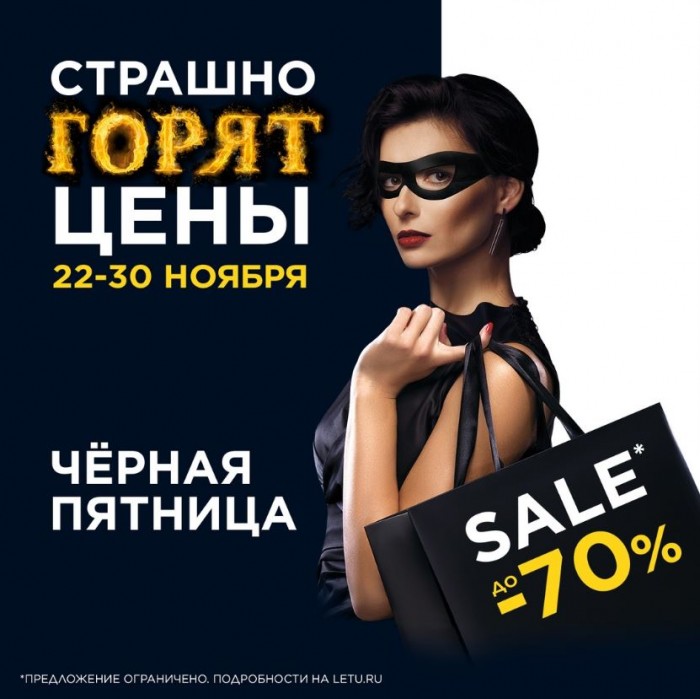 СТРАШНО
ГОРЯТ
ЦЕНЫ
22-30 НОЯБРЯ
ЧЁРНАЯ
ПЯТНИЦА
SALE*
ДО -70%
*ПРЕДЛОЖЕНИЕ ОГРАНИЧЕНО. ПОДРОБНОСТИ НА LETU.RU